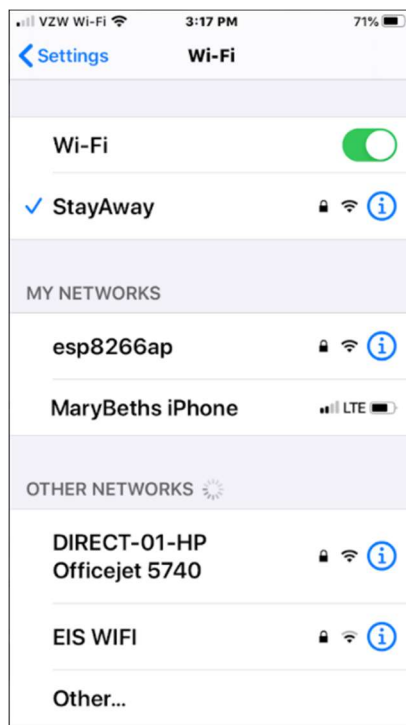 VZW Wi-Fi 3:17 PM 71%
Settings Wi-Fi
Wi-Fi
StayAway
MY NETWORKS
esp8266ap
MaryBeths iPhone LTE
OTHER NETWORKS
DIRECT-01-HP
Officejet 5740
EIS WIFI
Other...